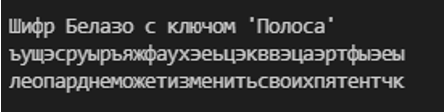 Шифр Белазо с ключом 'Полоса'
ъущэсруыръяжфаухэеьцэкввэцаэртфыэеы
леопарднеможетизменитьсвоихпятентчк